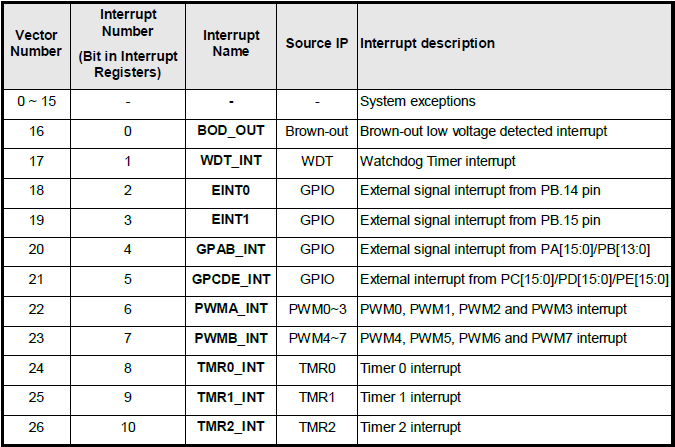 Vector Number | Interrupt Number (Bit in Interrupt Registers) | Interrupt Name | Source IP | Interrupt description
0 ~ 15 | - | - | - | System exceptions
16 | 0 | BOD_OUT | Brown-out | Brown-out low voltage detected interrupt
17 | 1 | WDT_INT | WDT | Watchdog Timer interrupt
18 | 2 | EINT0 | GPIO | External signal interrupt from PB.14 pin
19 | 3 | EINT1 | GPIO | External signal interrupt from PB.15 pin
20 | 4 | GPAB_INT | GPIO | External signal interrupt from PA[15:0]/PB[13:0]
21 | 5 | GPCDE_INT | GPIO | External interrupt from PC[15:0]/PD[15:0]/PE[15:0]
22 | 6 | PWMA_INT | PWM0~3 | PWM0, PWM1, PWM2 and PWM3 interrupt
23 | 7 | PWMB_INT | PWM4~7 | PWM4, PWM5, PWM6 and PWM7 interrupt
24 | 8 | TMR0_INT | TMR0 | Timer 0 interrupt
25 | 9 | TMR1_INT | TMR1 | Timer 1 interrupt
26 | 10 | TMR2_INT | TMR2 | Timer 2 interrupt